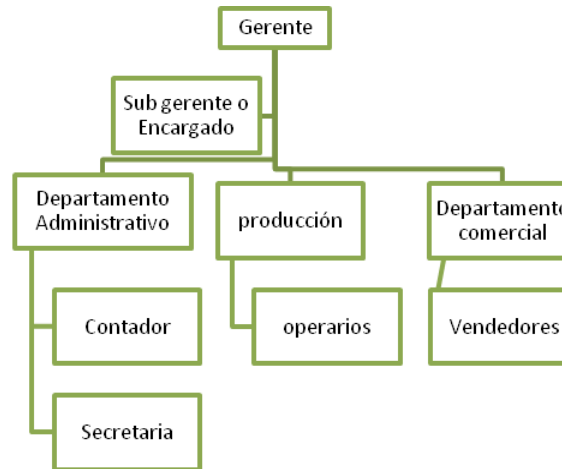 Gerente
Sub gerente o
Encargado
Departamento
Administrativo
producción
Departamento
comercial
Contador
operarios
Vendedores
Secretaria